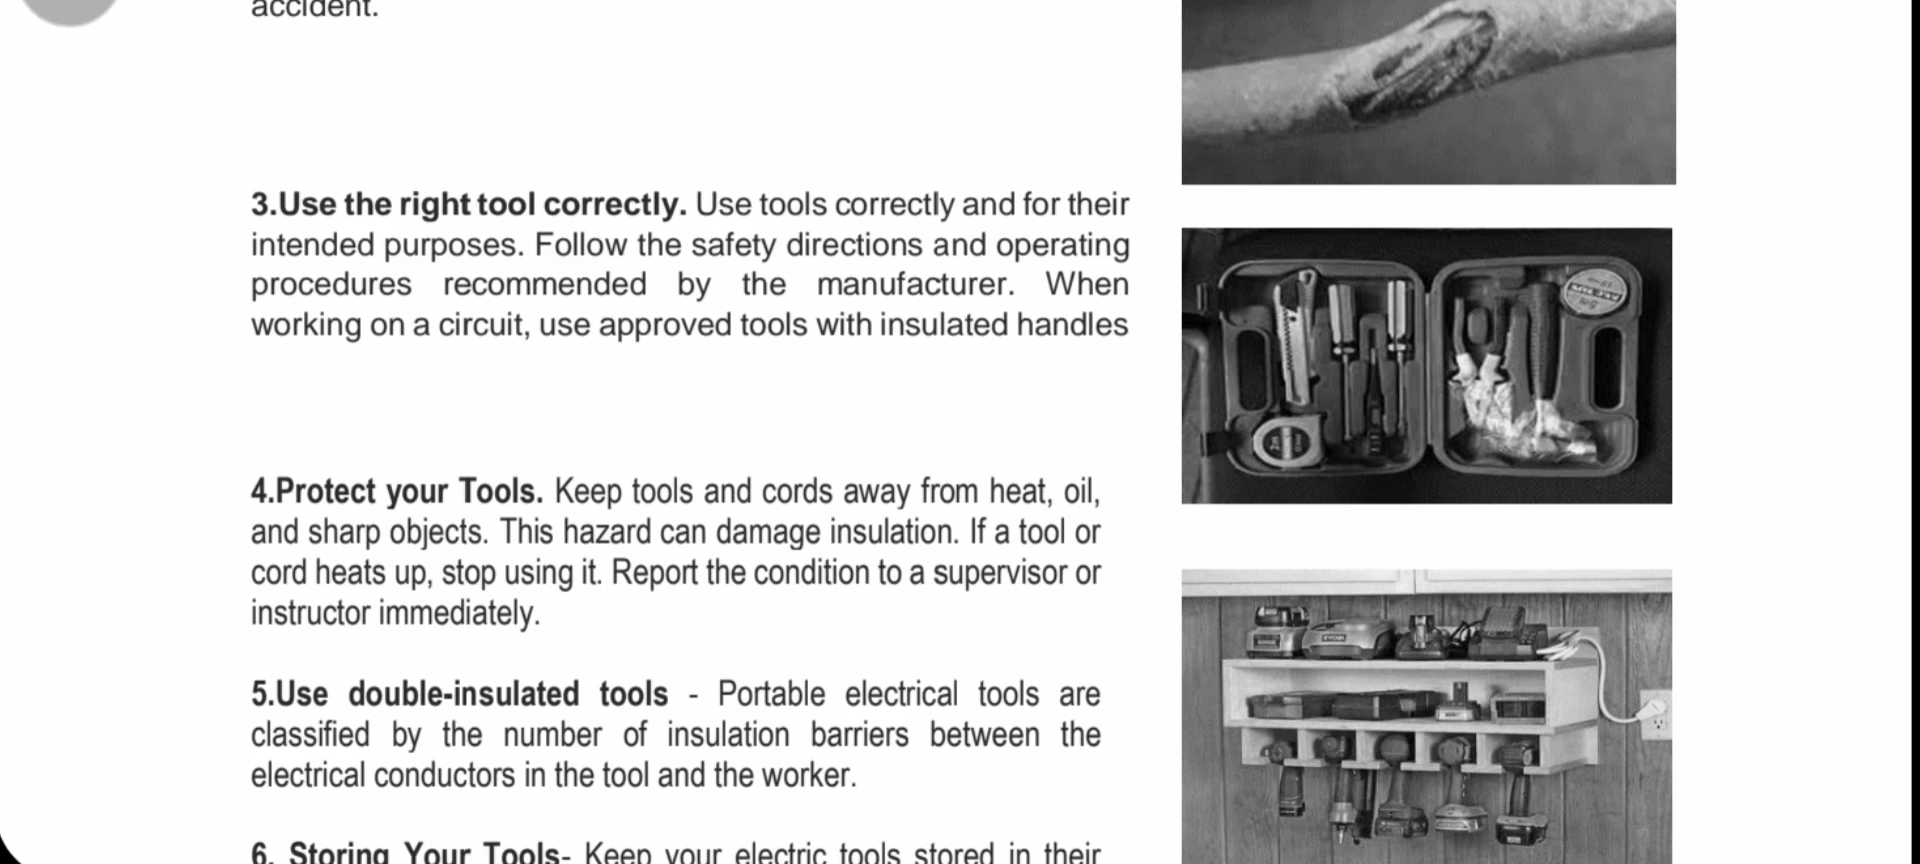 accident.
3.Use the right tool correctly. Use tools correctly and for their
intended purposes. Follow the safety directions and operating
procedures recommended by the manufacturer. When
working on a circuit, use approved tools with insulated handles
4.Protect your Tools. Keep tools and cords away from heat, oil,
and sharp objects. This hazard can damage insulation. If a tool or
cord heats up, stop using it. Report the condition to a supervisor or
instructor immediately.
5.Use double-insulated tools - Portable electrical tools are
classified by the number of insulation barriers between the
electrical conductors in the tool and the worker.
6. Storing Your Tools- Keep your electric tools stored in their
RYOBI